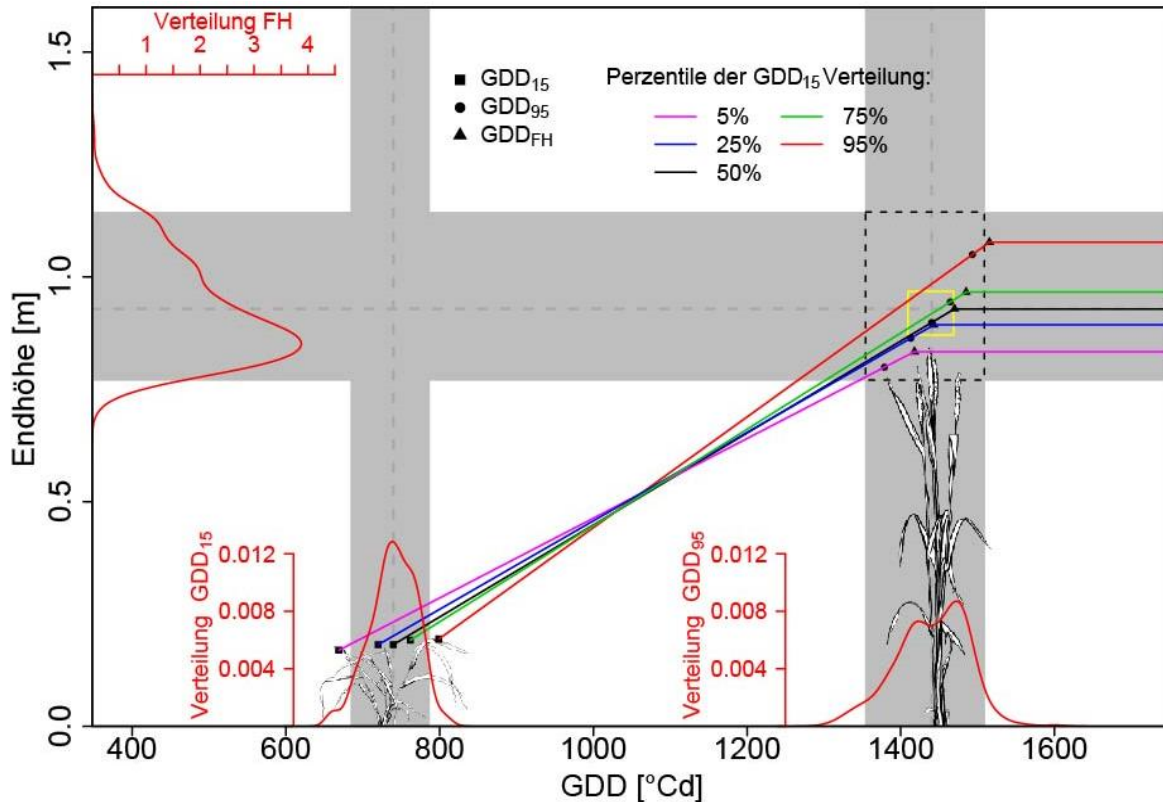 Verteilung FH
1 2 3 4
GDD15
GDD95
GDDFH
Perzentile der GDD15 Verteilung:
5%
25%
50%
75%
95%
Endhöhe [m]
1.5
1.0
0.5
0.0
Verteilung GDD15
0.012
0.008
0.004
Verteilung GDD95
0.012
0.008
0.004
400 600 800 1000 1200 1400 1600
GDD [°Cd]